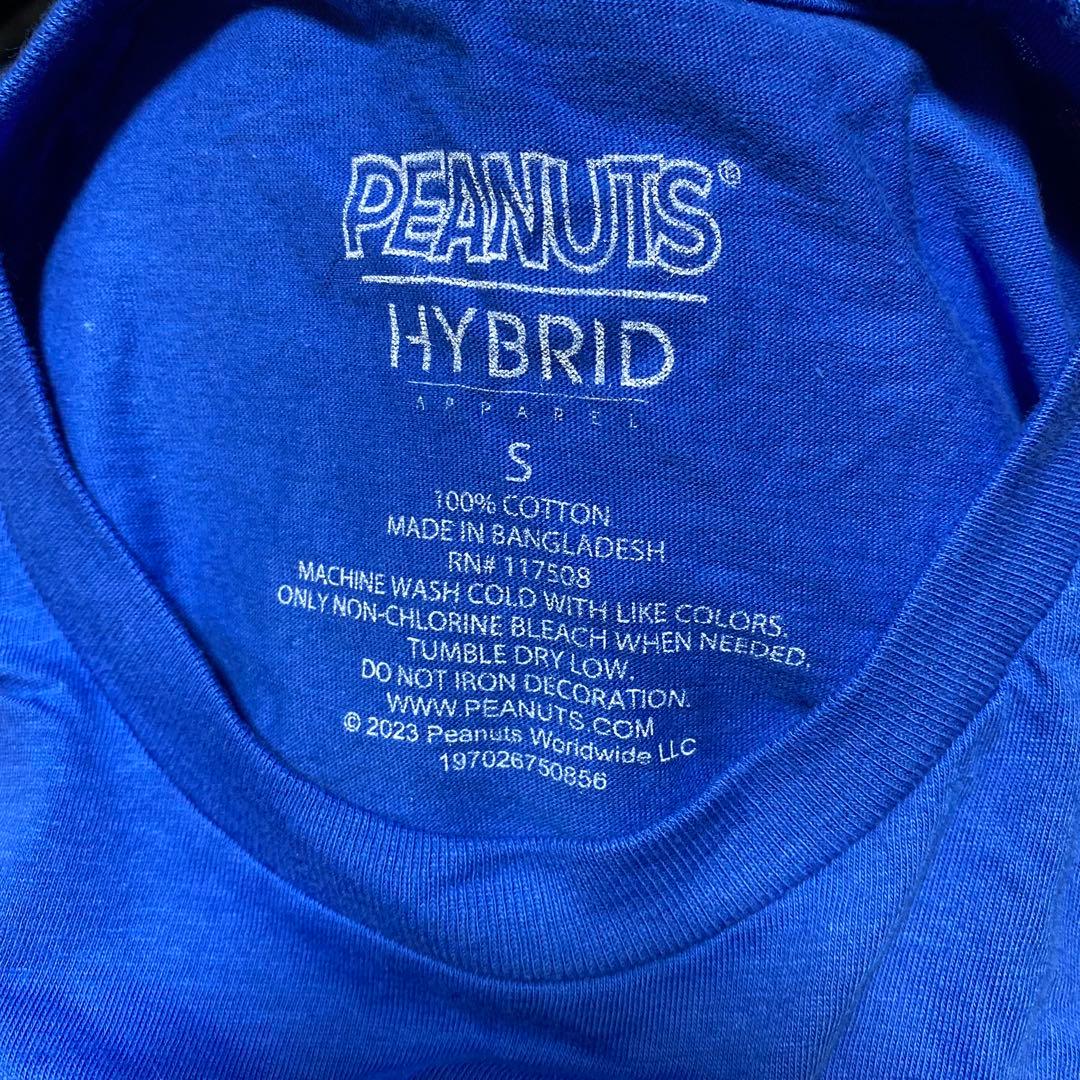 PEANUTS®
HYBRID
APPAREL
S
100% COTTON
MADE IN BANGLADESH
RN# 117508
MACHINE WASH COLD WITH LIKE COLORS.
ONLY NON-CHLORINE BLEACH WHEN NEEDED.
TUMBLE DRY LOW.
DO NOT IRON DECORATION.
WWW.PEANUTS.COM
© 2023 Peanuts Worldwide LLC
197026750856